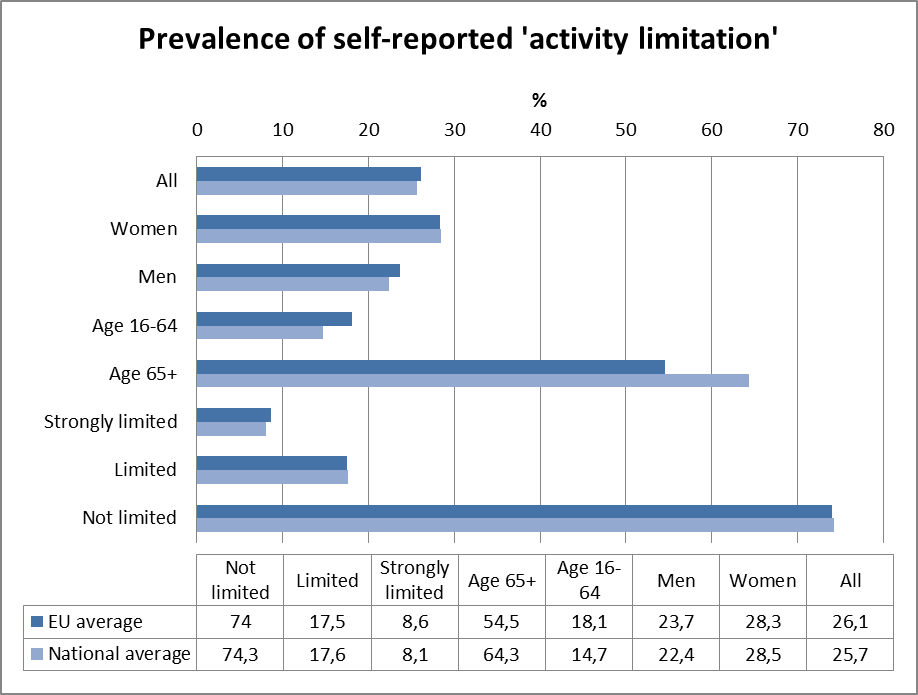 Prevalence of self-reported 'activity limitation'
%
0 10 20 30 40 50 60 70 80
All
Women
Men
Age 16-64
Age 65+
Strongly limited
Limited
Not limited
Not limited Limited Strongly limited Age 65+ Age 16-64 Men Women All
EU average 74 17,5 8,6 54,5 18,1 23,7 28,3 26,1
National average 74,3 17,6 8,1 64,3 14,7 22,4 28,5 25,7